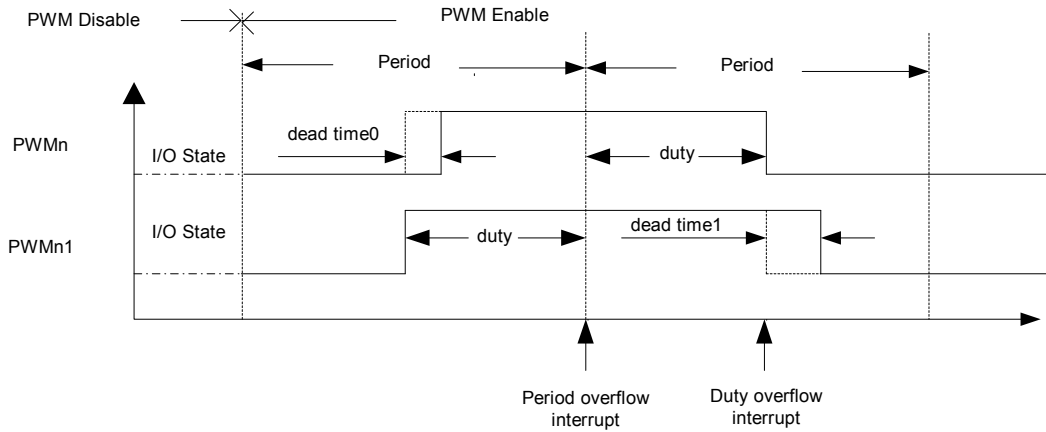 PWM Disable
PWM Enable
Period
Period
PWMn
I/O State
dead time0
duty
PWMn1
I/O State
duty
dead time1
Period overflow
interrupt
Duty overflow
interrupt